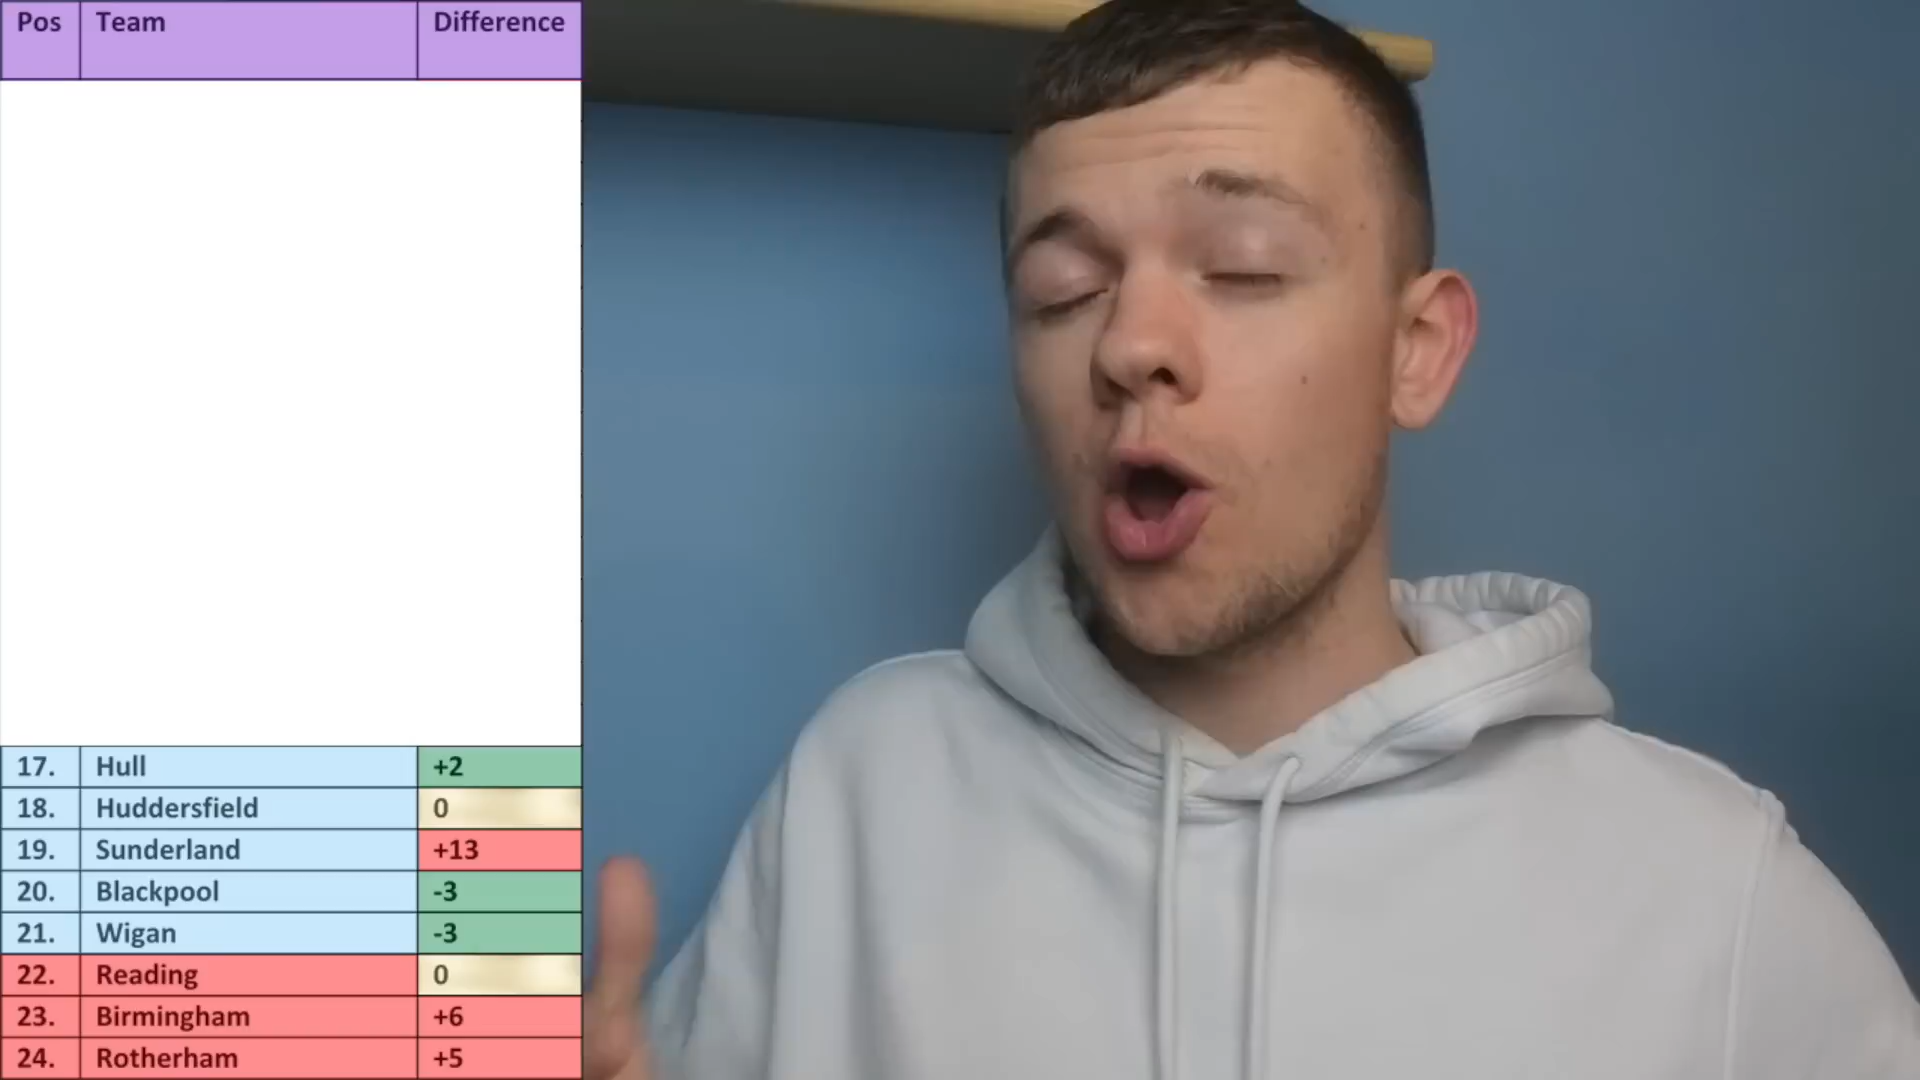 Pos Team Difference
17. Hull +2
18. Huddersfield 0
19. Sunderland +13
20. Blackpool -3
21. Wigan -3
22. Reading 0
23. Birmingham +6
24. Rotherham +5